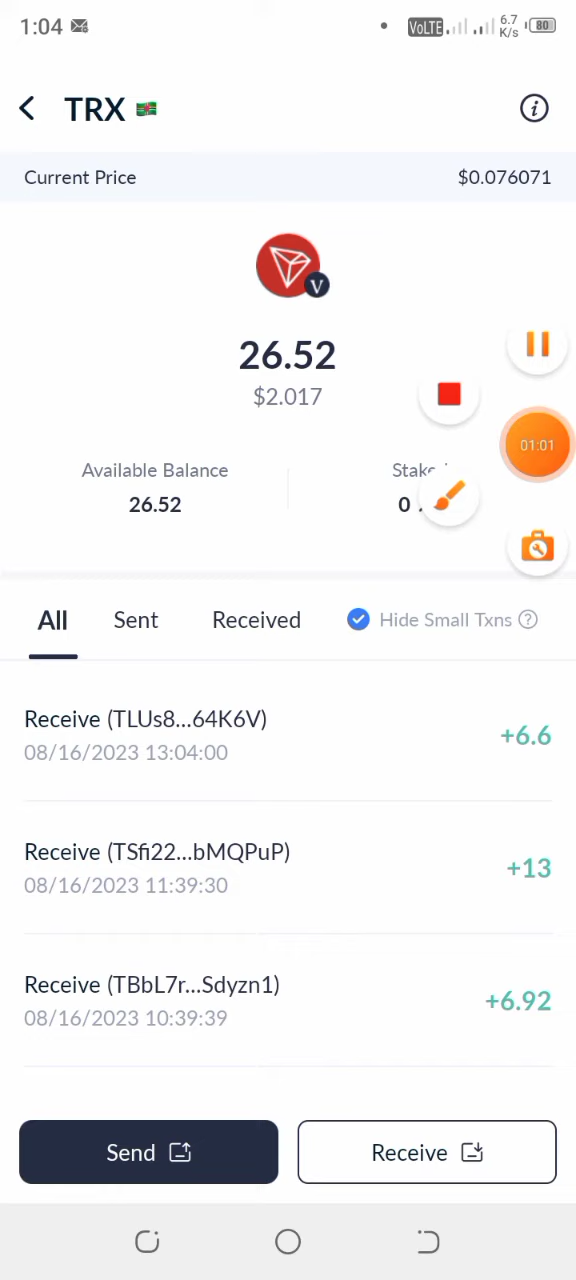 1:04
VoLTE 6.7 K/s 80
TRX
Current Price $0.076071
V
26.52
$2.017
01:01
Available Balance
26.52 0
All Sent Received Hide Small Txns ?
Receive (TLUs8...64K6V)
08/16/2023 13:04:00
+6.6
Receive (TSfi22...bMQPuP)
08/16/2023 11:39:30
+13
Receive (TBbL7r...Sdyzn1)
08/16/2023 10:39:39
+6.92
Send Receive